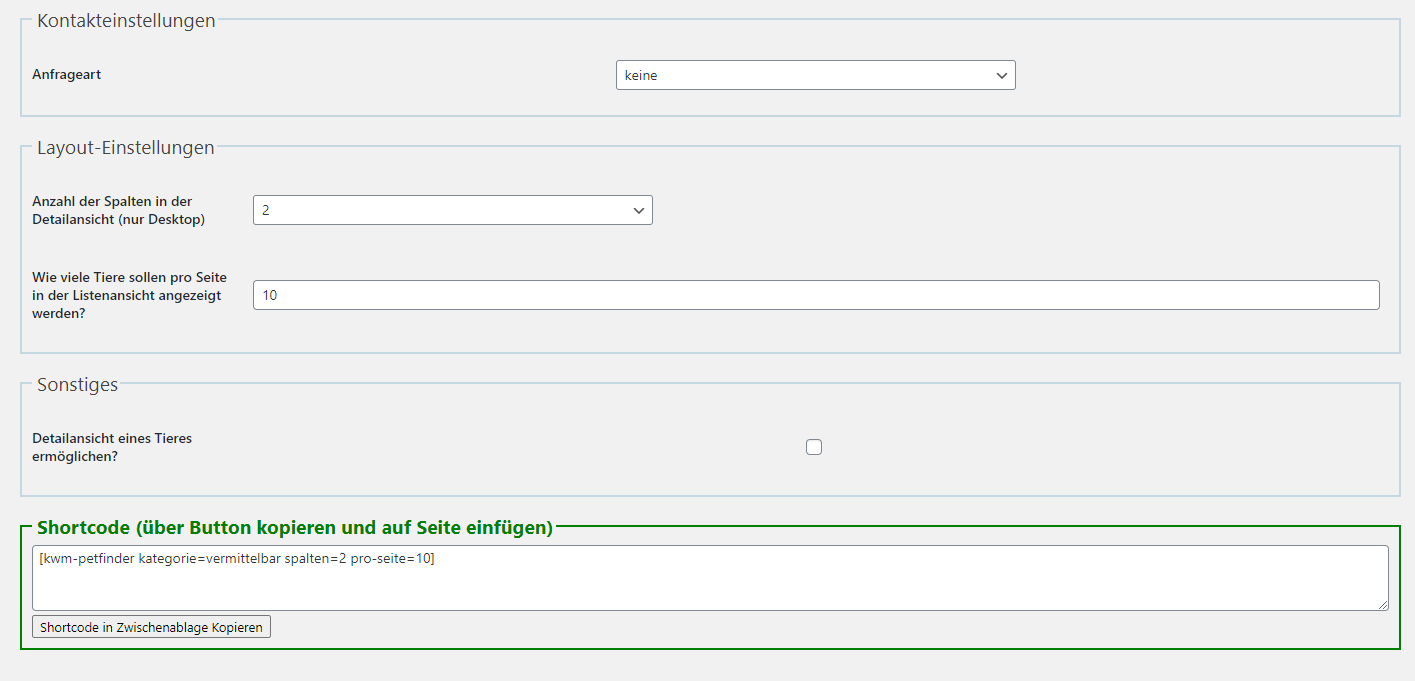 Kontakteinstellungen
Anfrageart
keine
Layout-Einstellungen
Anzahl der Spalten in der
Detailansicht (nur Desktop)
2
Wie viele Tiere sollen pro Seite
in der Listenansicht angezeigt
werden?
10
Sonstiges
Detailansicht eines Tieres
ermöglichen?
Shortcode (über Button kopieren und auf Seite einfügen)
[kwm-petfinder kategorie=vermittelbar spalten=2 pro-seite=10]
Shortcode in Zwischenablage Kopieren